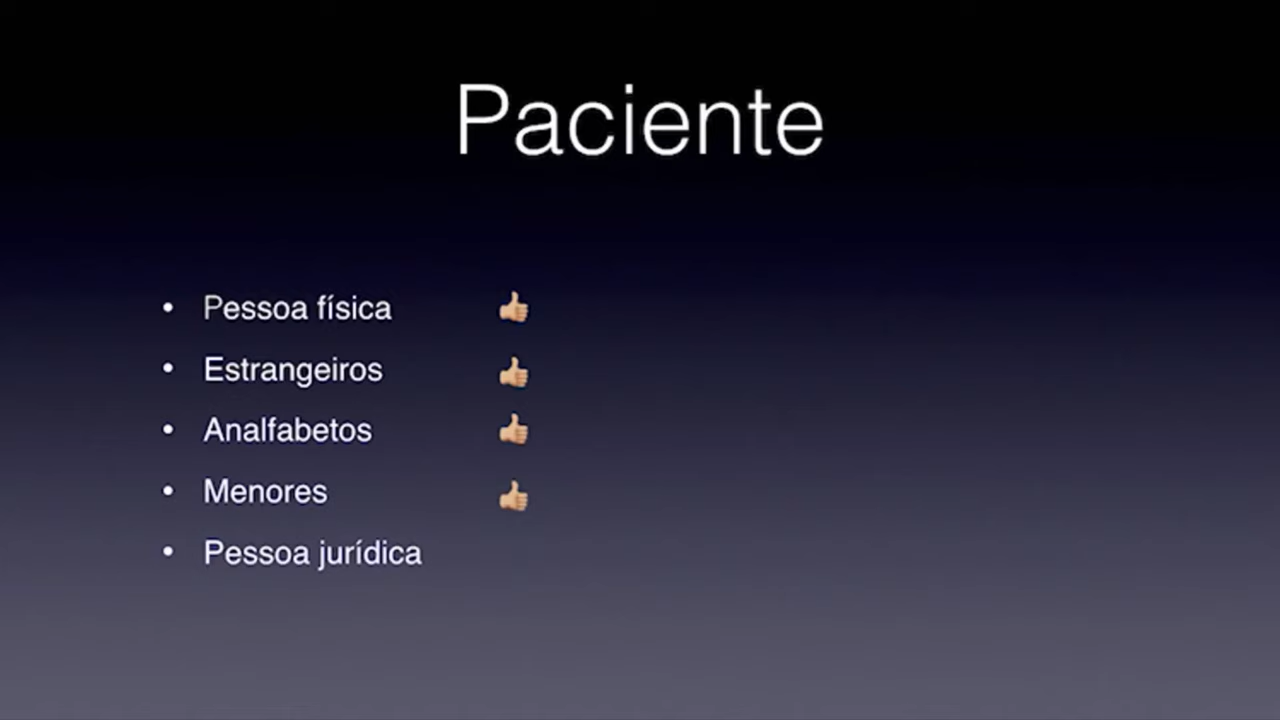 Paciente
• Pessoa física 👍🏼
• Estrangeiros 👍🏼
• Analfabetos 👍🏼
• Menores 👍🏼
• Pessoa jurídica